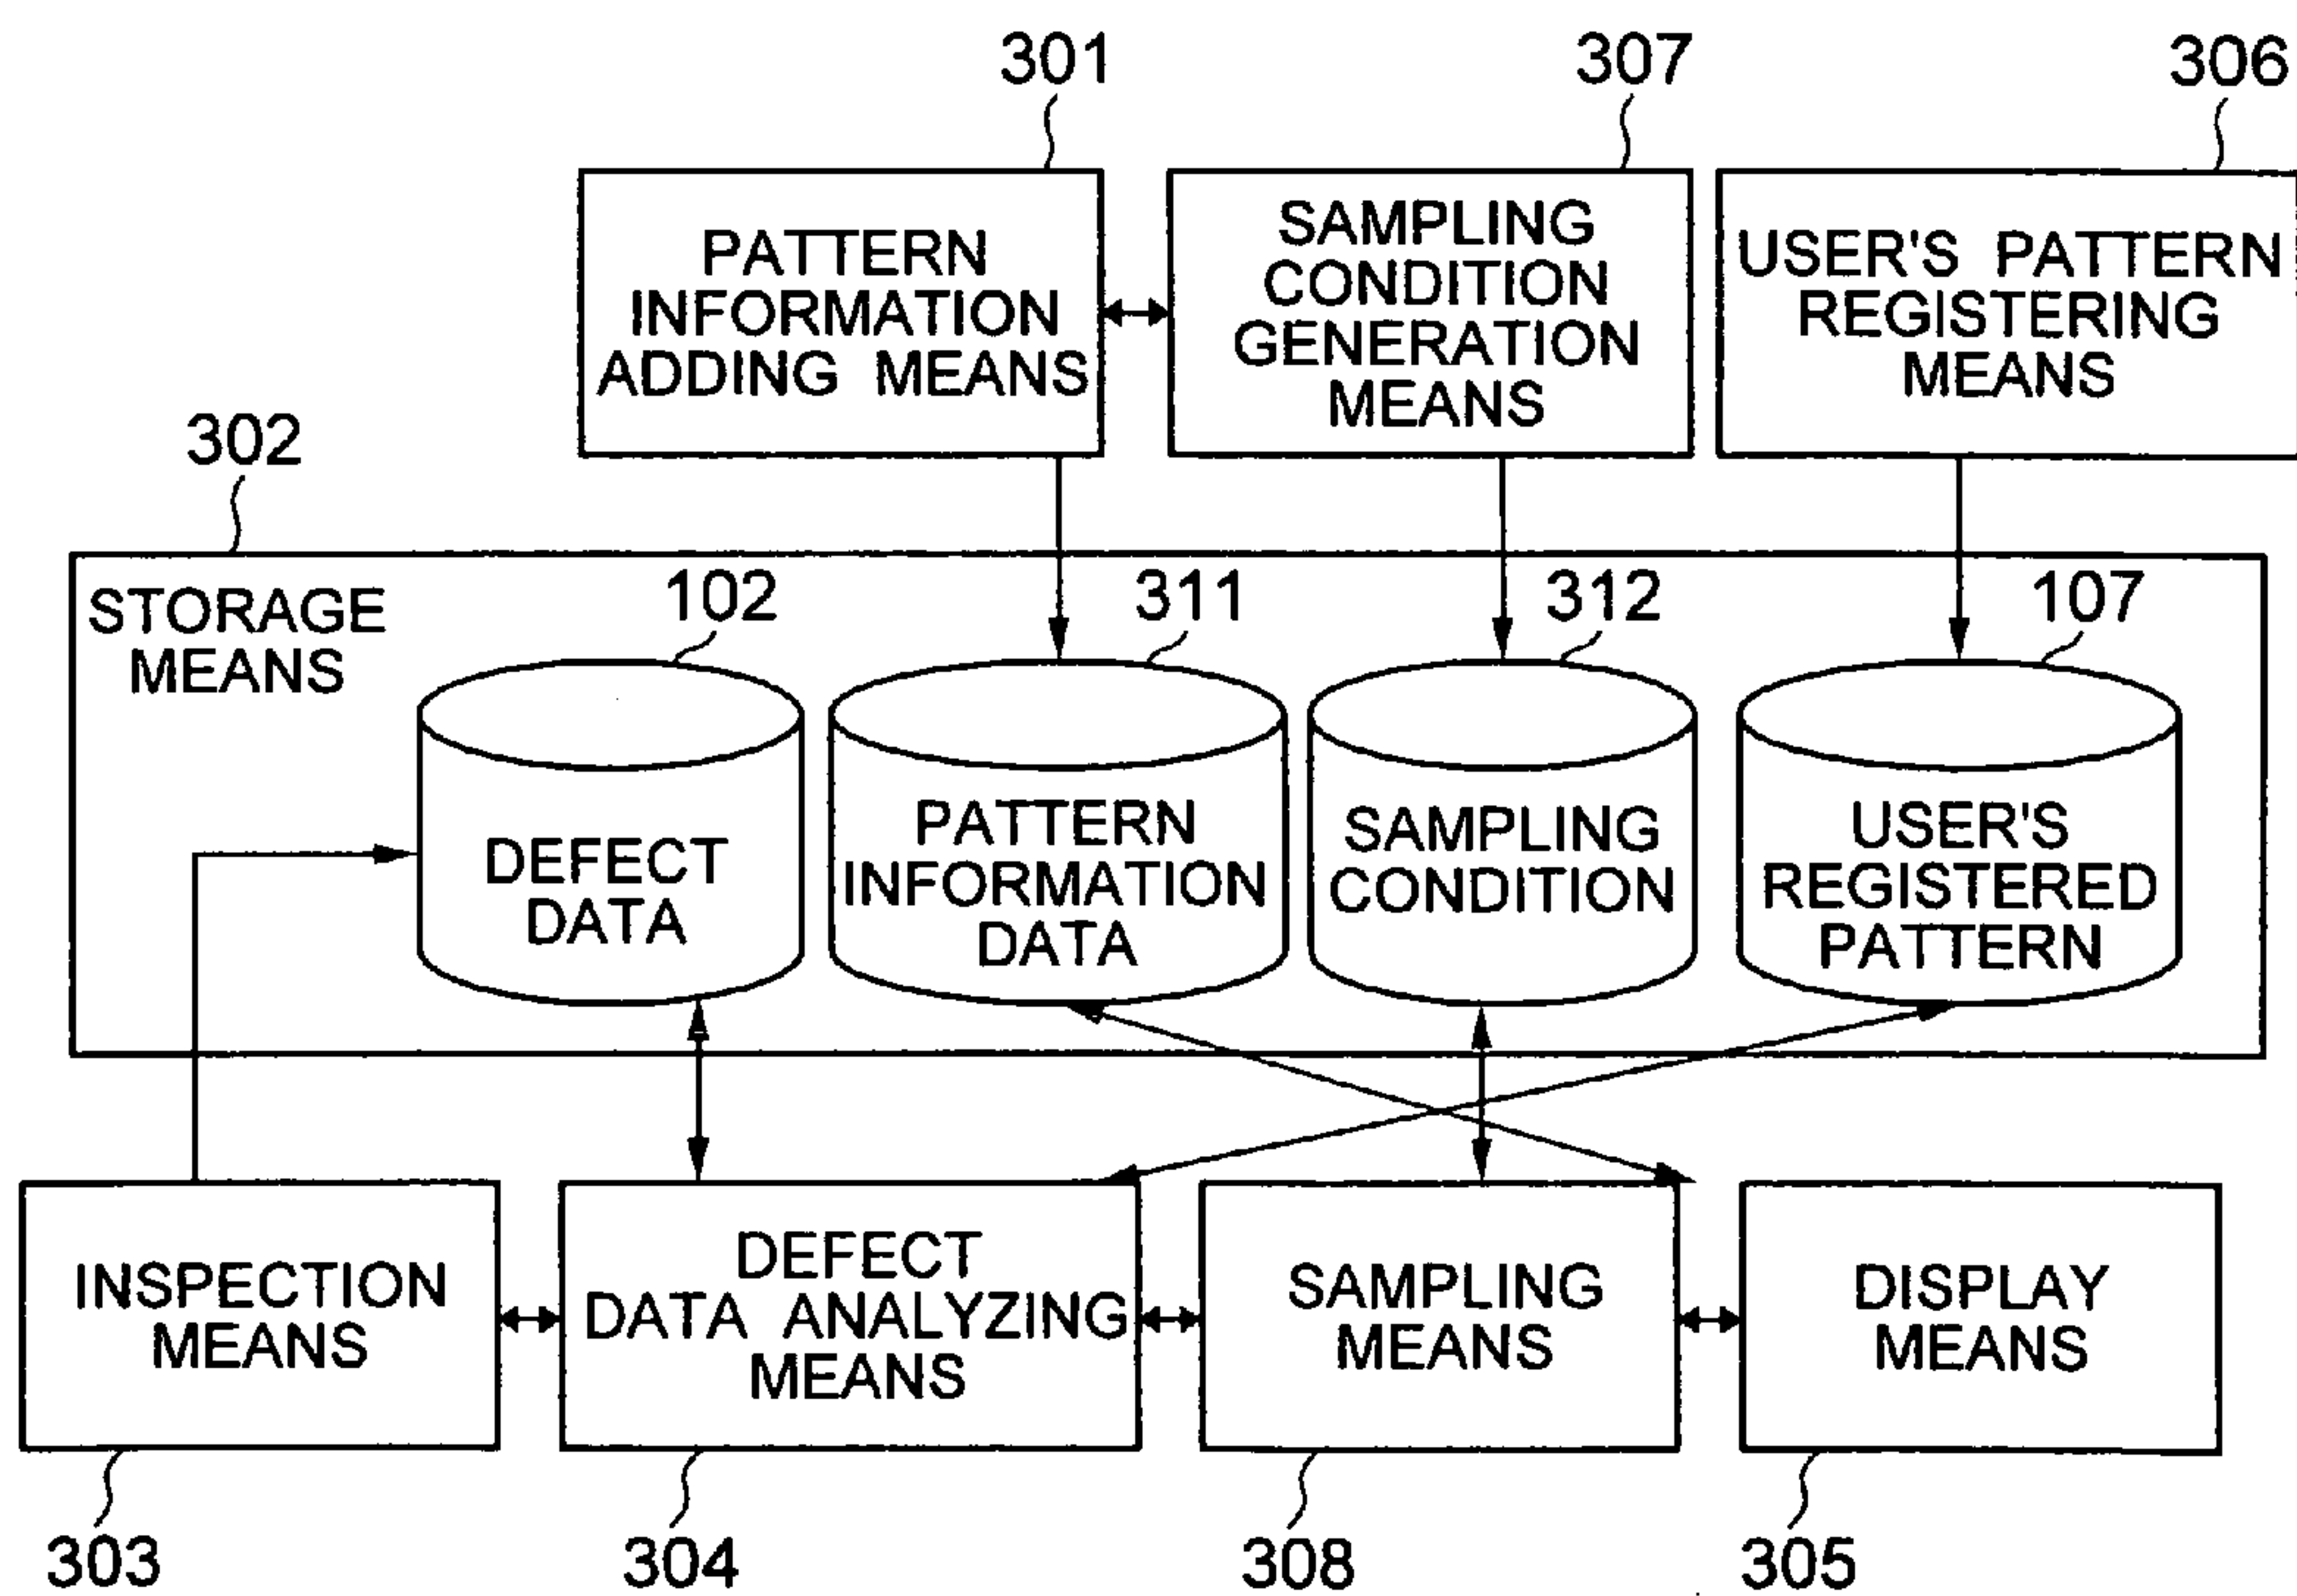 301
307
306
PATTERN
INFORMATION
ADDING MEANS
SAMPLING
CONDITION
GENERATION
MEANS
USER'S PATTERN
REGISTERING
MEANS
302
STORAGE
MEANS
102
311
312
107
DEFECT
DATA
PATTERN
INFORMATION
DATA
SAMPLING
CONDITION
USER'S
REGISTERED
PATTERN
INSPECTION
MEANS
DEFECT
DATA ANALYZING
MEANS
SAMPLING
MEANS
DISPLAY
MEANS
303
304
308
305